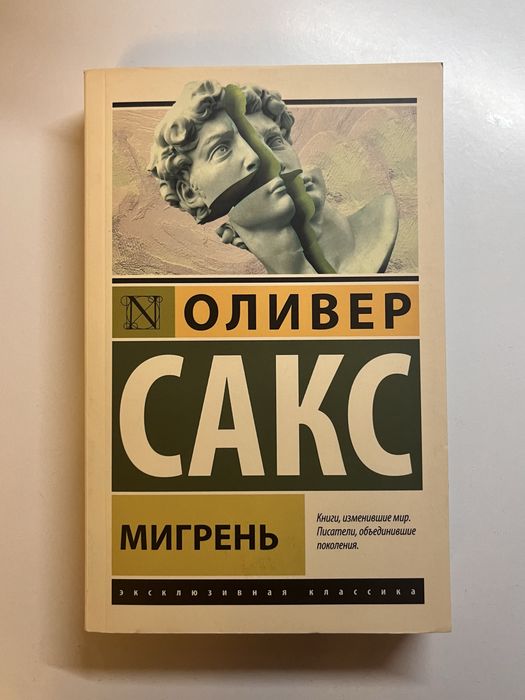 N
ОЛИВЕР
САКС
МИГРЕНЬ
Книги, изменившие мир.
Писатели, объединившие
поколения.
эксклюзивная классика